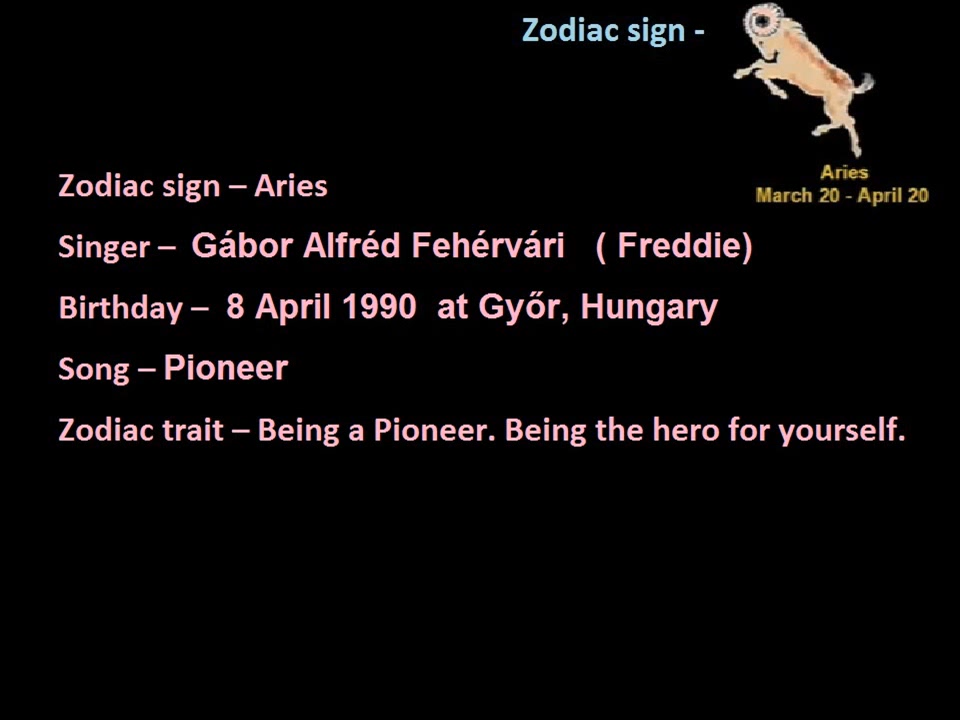 Zodiac sign -
Aries
March 20 - April 20
Zodiac sign – Aries
Singer – Gábor Alfréd Fehérvári ( Freddie)
Birthday – 8 April 1990 at Győr, Hungary
Song – Pioneer
Zodiac trait – Being a Pioneer. Being the hero for yourself.